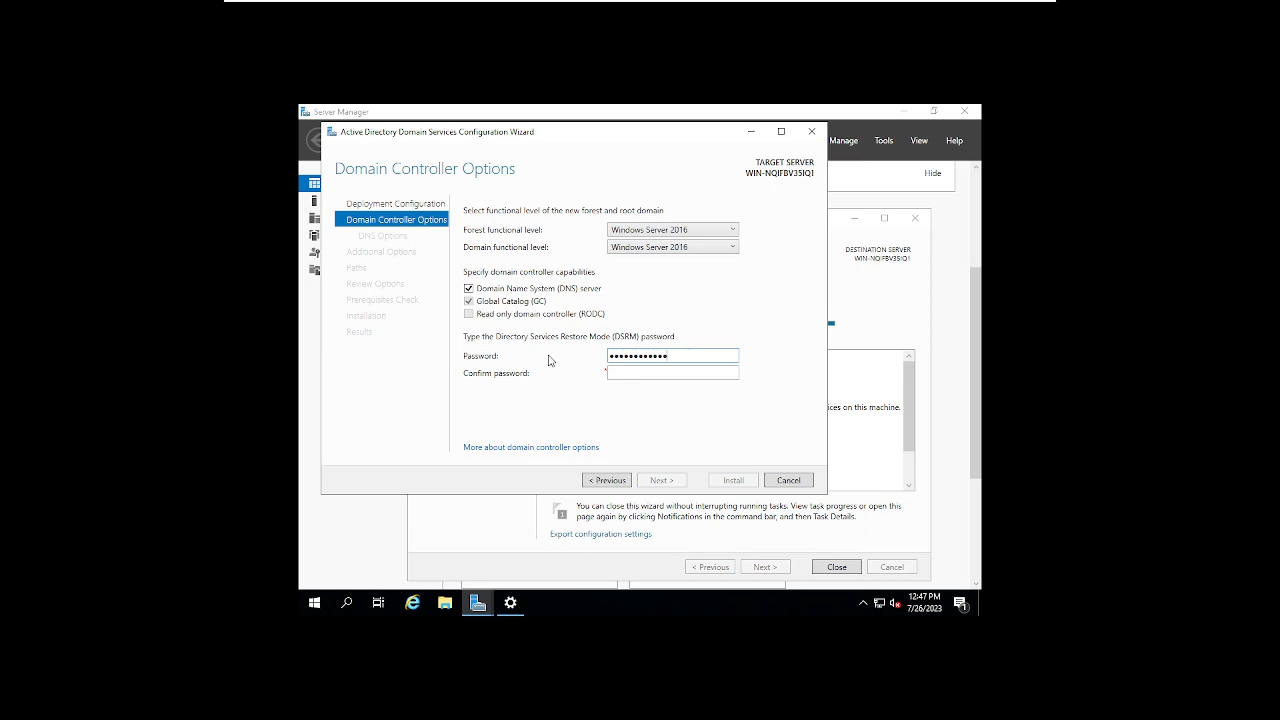 Server Manager
Active Directory Domain Services Configuration Wizard
Manage Tools View Help
Domain Controller Options
TARGET SERVER
WIN-NQIFBV35IQ1
Hide
Deployment Configuration
Domain Controller Options
DNS Options
Additional Options
Paths
Review Options
Prerequisites Check
Installation
Results
Select functional level of the new forest and root domain
Forest functional level: Windows Server 2016
Domain functional level: Windows Server 2016
Specify domain controller capabilities
Domain Name System (DNS) server
Global Catalog (GC)
Read only domain controller (RODC)
Type the Directory Services Restore Mode (DSRM) password
Password: ••••••••••••
Confirm password: *
More about domain controller options
< Previous Next > Install Cancel
DESTINATION SERVER
WIN-NQIFBV35IQ1
ices on this machine.
1 You can close this wizard without interrupting running tasks. View task progress or open this
page again by clicking Notifications in the command bar, and then Task Details.
Export configuration settings
< Previous Next > Close Cancel
12:47 PM
7/26/2023
1